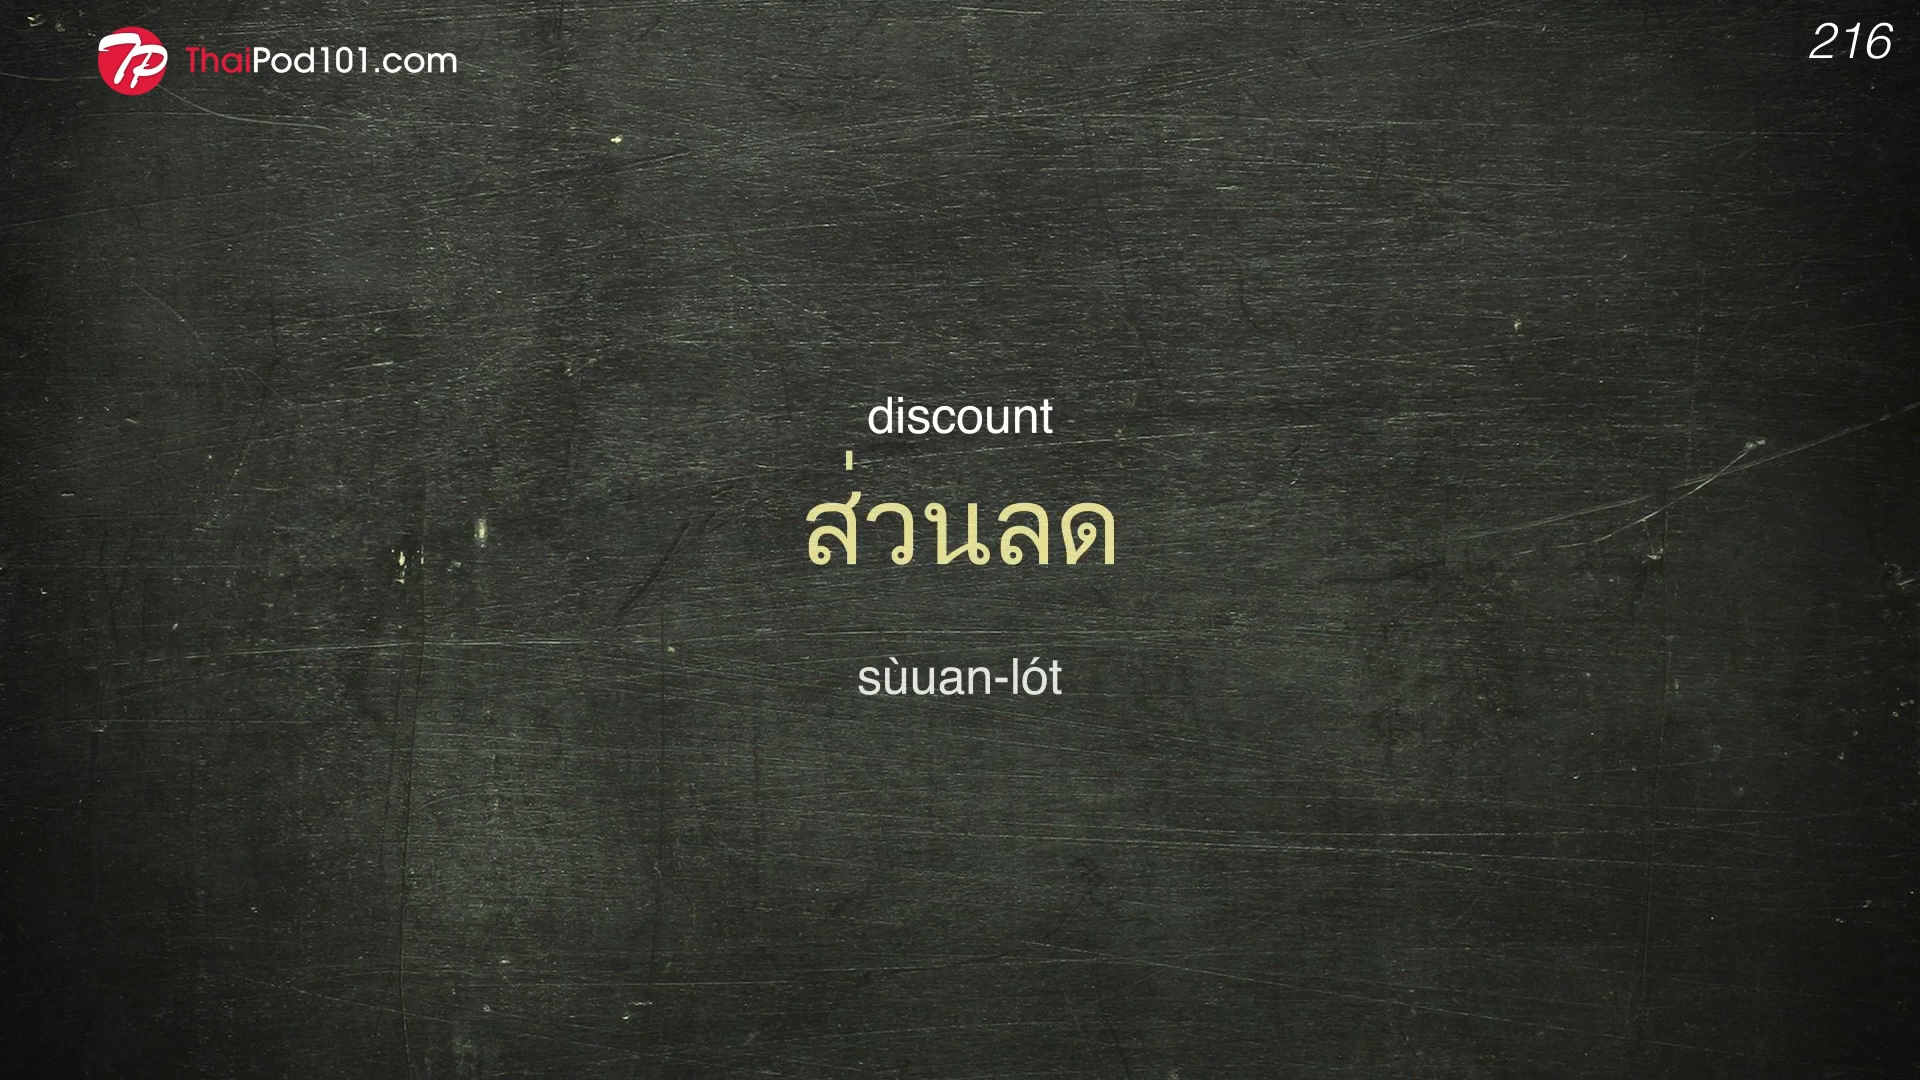 ThaiPod101.com
216
discount
ส่วนลด
sùuan-lót